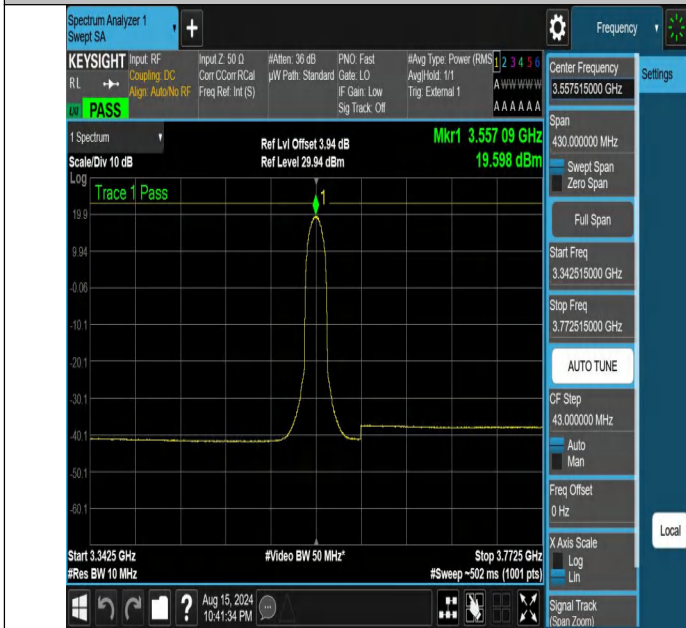 Spectrum Analyzer 1
Swept SA
+
Frequency
KEYSIGHT
RL
LXI PASS
Input: RF
Coupling: DC
Align: Auto/No RF
Input Z: 50 Ω
Corr CCorr RCal
Freq Ref: Int (S)
#Atten: 36 dB
µW Path: Standard
PNO: Fast
Gate: LO
IF Gain: Low
Sig Track: Off
#Avg Type: Power (RMS
Avg|Hold: 1/1
Trig: External 1
1 2 3 4 5 6
A W W W W W
A A A A A A
1 Spectrum
Scale/Div 10 dB
Ref Lvl Offset 3.94 dB
Ref Level 29.94 dBm
Mkr1 3.557 09 GHz
19.598 dBm
Log
Trace 1 Pass
1
19.9
9.94
-0.06
-10.1
-20.1
-30.1
-40.1
-50.1
-60.1
Start 3.3425 GHz
#Res BW 10 MHz
#Video BW 50 MHz*
Stop 3.7725 GHz
#Sweep ~502 ms (1001 pts)
?
Aug 15, 2024
10:41:34 PM
Center Frequency
3.557515000 GHz
Settings
Span
430.000000 MHz
Swept Span
Zero Span
Full Span
Start Freq
3.342515000 GHz
Stop Freq
3.772515000 GHz
AUTO TUNE
CF Step
43.000000 MHz
Auto
Man
Freq Offset
0 Hz
Local
X Axis Scale
Log
Lin
Signal Track
(Span Zoom)